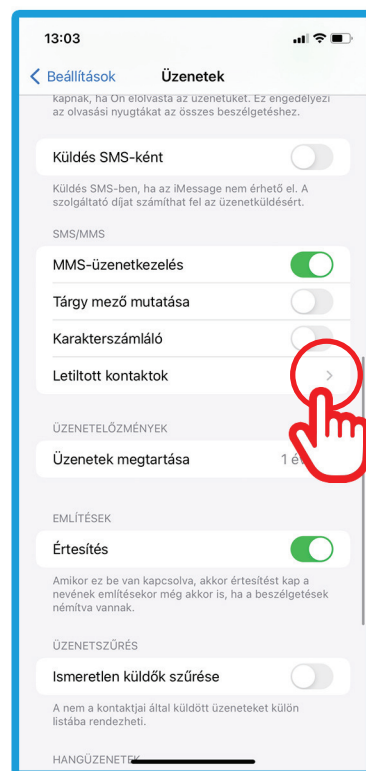 13:03
Beállítások
Üzenetek
kapnak, ha Ön elolvasta az üzenetüket. Ez engedélyezi
az olvasási nyugtákat az összes beszélgetéshez.
Küldés SMS-ként
Küldés SMS-ben, ha az iMessage nem érhető el. A
szolgáltató díjat számíthat fel az üzenetküldésért.
SMS/MMS
MMS-üzenetkezelés
Tárgy mező mutatása
Karakterszámláló
Letiltott kontaktok
ÜZENETELŐZMÉNYEK
Üzenetek megtartása
1 év
EMLÍTÉSEK
Értesítés
Amikor ez be van kapcsolva, akkor értesítést kap a
nevének említésekor még akkor is, ha a beszélgetések
némítva vannak.
ÜZENETSZŰRÉS
Ismeretlen küldők szűrése
A nem a kontaktjai által küldött üzeneteket külön
listába rendezheti.
HANGÜZENETEK